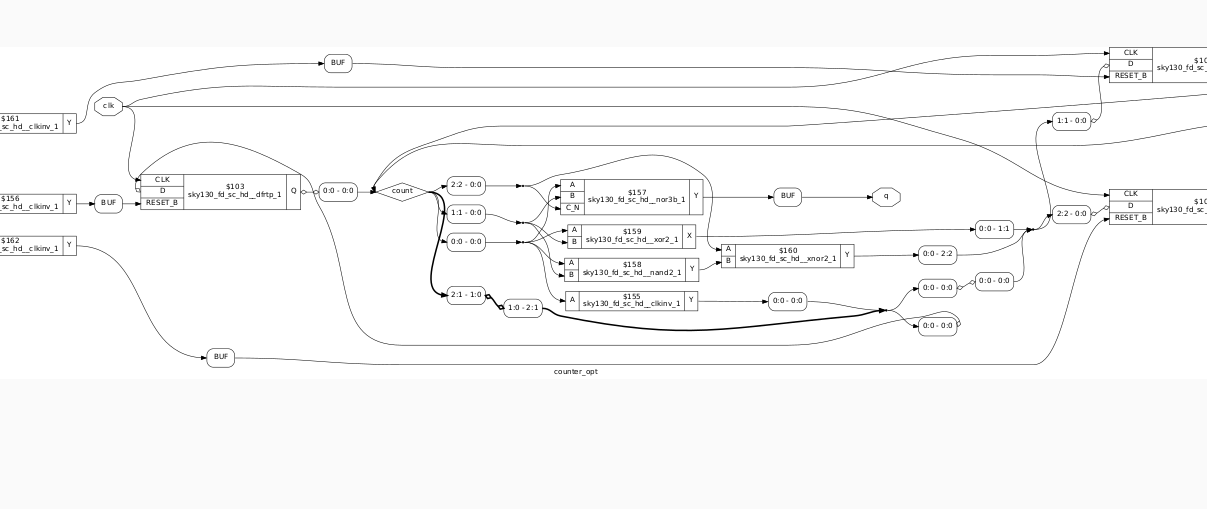 BUF
CLK
D
RESET_B
$10
sky130_fd_sc_
clk
$161
_sc_hd__clkinv_1
Y
1:1 - 0:0
CLK
D
RESET_B
$103
sky130_fd_sc_hd__dfrtp_1
Q
0:0 - 0:0
count
2:2 - 0:0
1:1 - 0:0
0:0 - 0:0
2:1 - 1:0
1:0 - 2:1
A
B
C_N
$157
sky130_fd_sc_hd__nor3b_1
Y
BUF
q
$156
_sc_hd__clkinv_1
Y
BUF
CLK
D
RESET_B
$10
sky130_fd_sc_
2:2 - 0:0
A
B
$159
sky130_fd_sc_hd__xor2_1
X
0:0 - 1:1
$162
_sc_hd__clkinv_1
Y
A
B
$160
sky130_fd_sc_hd__xnor2_1
Y
0:0 - 2:2
A
B
$158
sky130_fd_sc_hd__nand2_1
Y
A
$155
sky130_fd_sc_hd__clkinv_1
Y
0:0 - 0:0
0:0 - 0:0
0:0 - 0:0
0:0 - 0:0
BUF
counter_opt